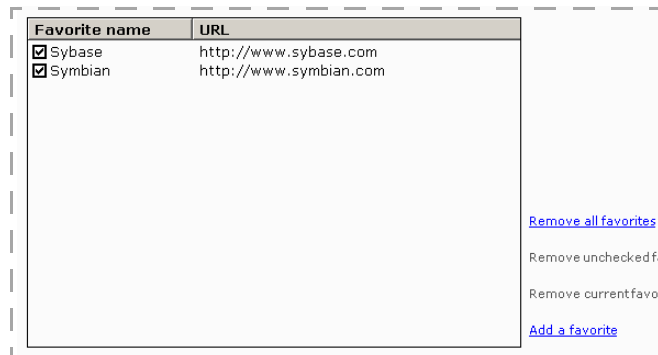 Favorite name URL
Sybase http://www.sybase.com
Symbian http://www.symbian.com
Remove all favorites
Remove unchecked
Remove current
Add a favorite